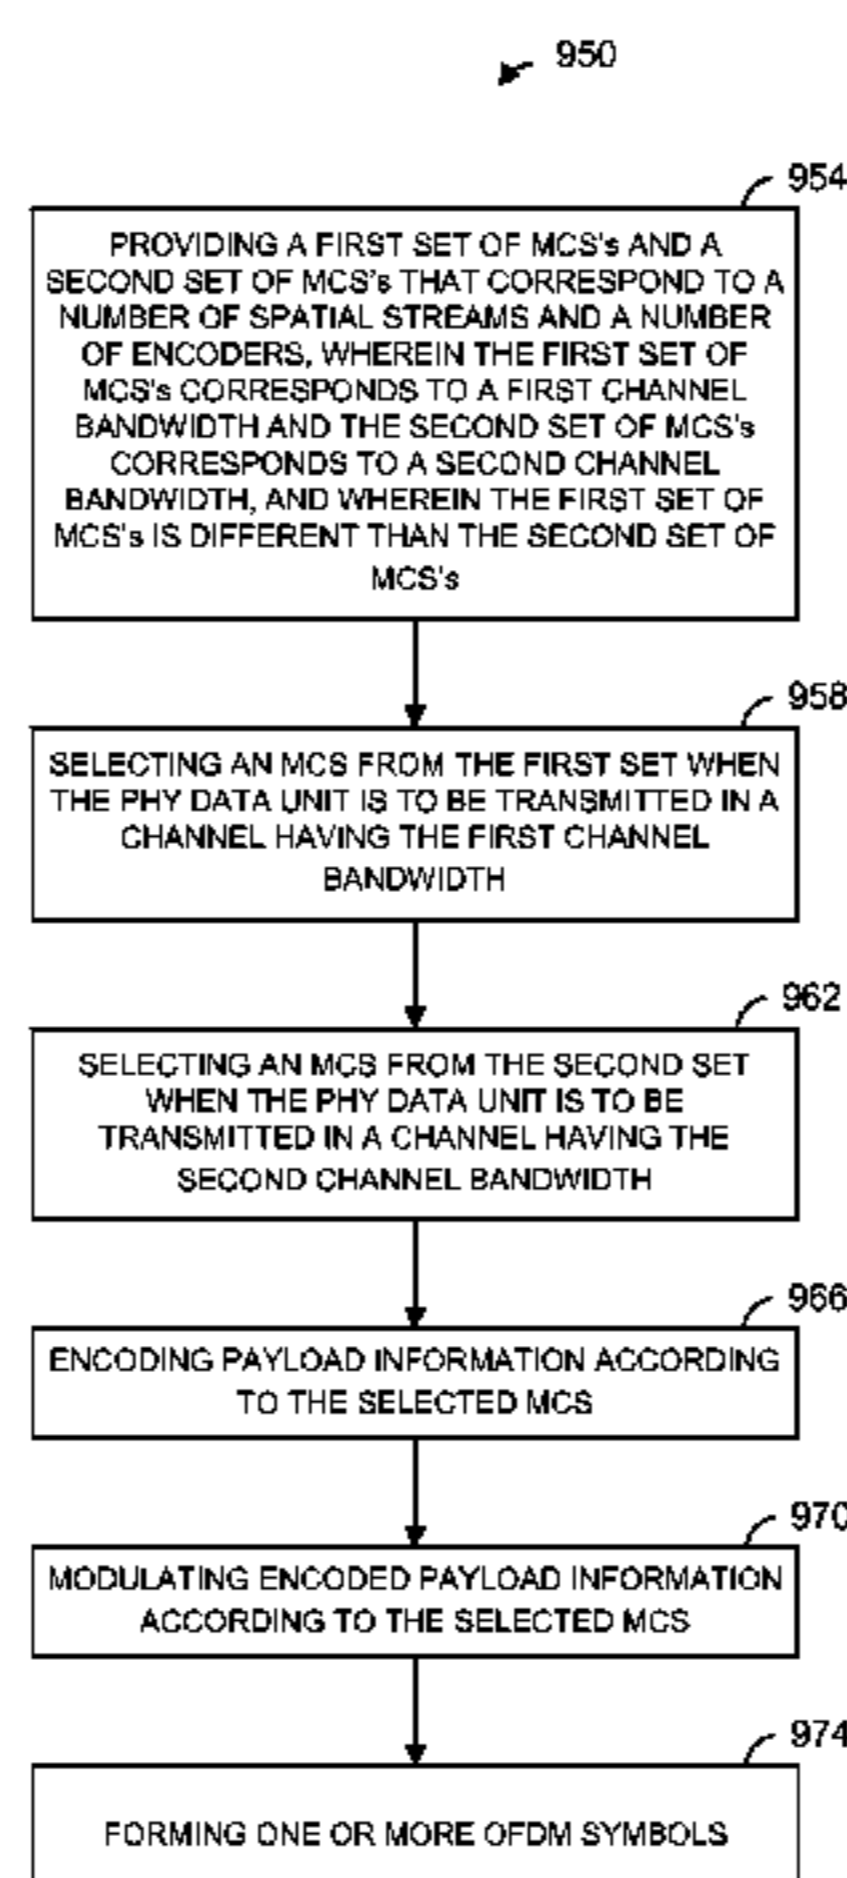 950
954
PROVIDING A FIRST SET OF MCS's AND A
SECOND SET OF MCS's THAT CORRESPOND TO A
NUMBER OF SPATIAL STREAMS AND A NUMBER
OF ENCODERS, WHEREIN THE FIRST SET OF
MCS's CORRESPONDS TO A FIRST CHANNEL
BANDWIDTH AND THE SECOND SET OF MCS's
CORRESPONDS TO A SECOND CHANNEL
BANDWIDTH, AND WHEREIN THE FIRST SET OF
MCS's IS DIFFERENT THAN THE SECOND SET OF
MCS's
958
SELECTING AN MCS FROM THE FIRST SET WHEN
THE PHY DATA UNIT IS TO BE TRANSMITTED IN A
CHANNEL HAVING THE FIRST CHANNEL
BANDWIDTH
962
SELECTING AN MCS FROM THE SECOND SET
WHEN THE PHY DATA UNIT IS TO BE
TRANSMITTED IN A CHANNEL HAVING THE
SECOND CHANNEL BANDWIDTH
966
ENCODING PAYLOAD INFORMATION ACCORDING
TO THE SELECTED MCS
970
MODULATING ENCODED PAYLOAD INFORMATION
ACCORDING TO THE SELECTED MCS
974
FORMING ONE OR MORE OFDM SYMBOLS